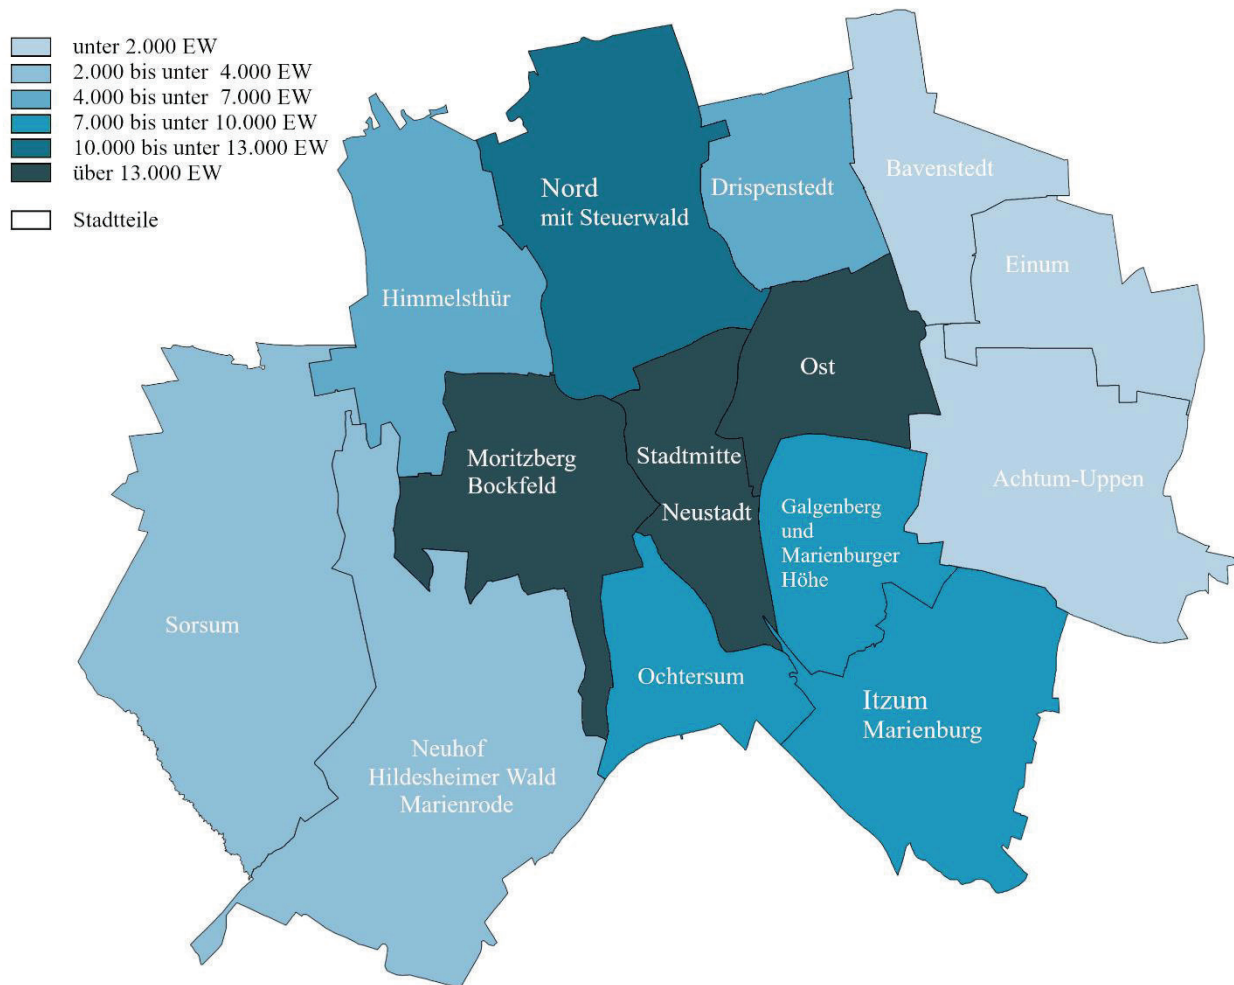 unter 2.000 EW
2.000 bis unter 4.000 EW
4.000 bis unter 7.000 EW
7.000 bis unter 10.000 EW
10.000 bis unter 13.000 EW
über 13.000 EW
Stadtteile
Nord
mit Steuerwald
Drispenstedt
Bavenstedt
Einum
Himmelsthür
Ost
Moritzberg
Bockfeld
Stadtmitte
Neustadt
Galgenberg
und
Marienburger
Höhe
Achtum-Uppen
Sorsum
Ochtersum
Itzum
Marienburg
Neuhof
Hildesheimer Wald
Marienrode